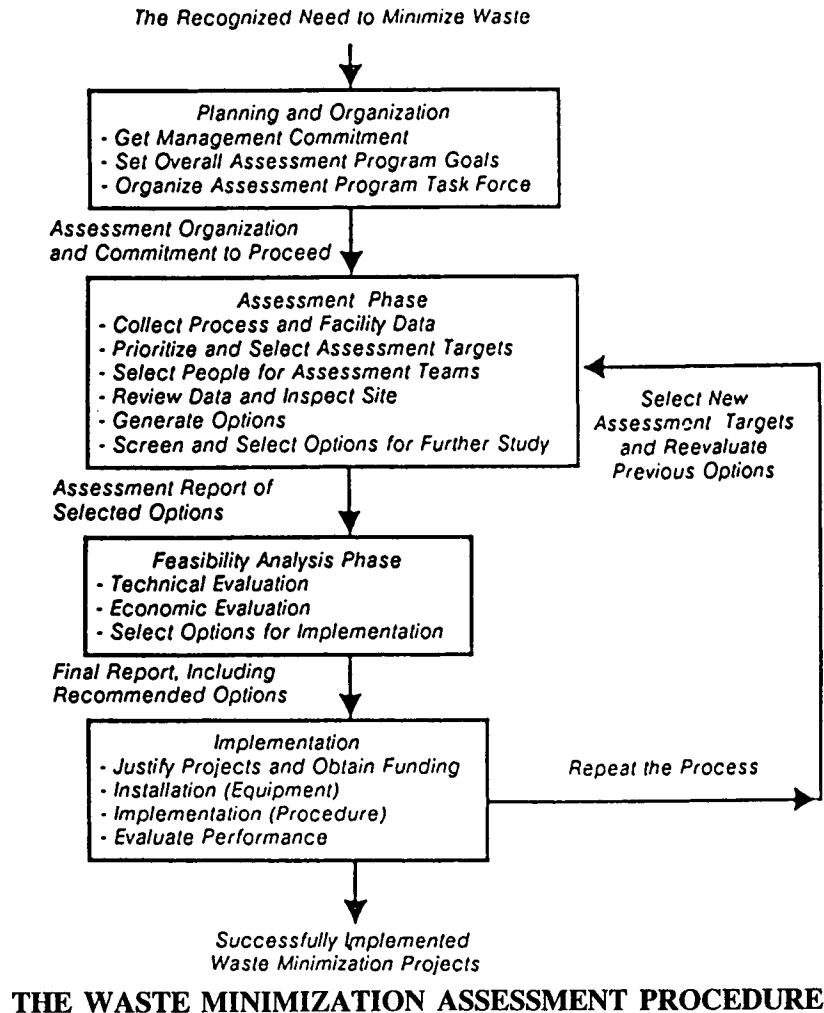 The Recognized Need to Minimize Waste
Planning and Organization
- Get Management Commitment
- Set Overall Assessment Program Goals
- Organize Assessment Program Task Force
Assessment Organization
and Commitment to Proceed
Assessment Phase
- Collect Process and Facility Data
- Prioritize and Select Assessment Targets
- Select People for Assessment Teams
- Review Data and Inspect Site
- Generate Options
- Screen and Select Options for Further Study
Select New
Assessment Targets
and Reevaluate
Previous Options
Assessment Report of
Selected Options
Feasibility Analysis Phase
- Technical Evaluation
- Economic Evaluation
- Select Options for Implementation
Final Report, Including
Recommended Options
Implementation
- Justify Projects and Obtain Funding
- Installation (Equipment)
- Implementation (Procedure)
- Evaluate Performance
Repeat the Process
Successfully Implemented
Waste Minimization Projects
THE WASTE MINIMIZATION ASSESSMENT PROCEDURE